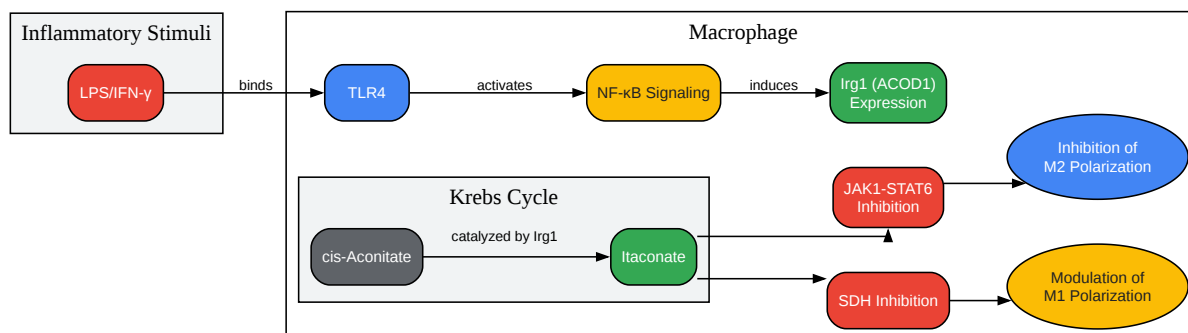 Inflammatory Stimuli
LPS/IFN-γ
binds
Macrophage
TLR4
activates
NF-κB Signaling
induces
Irg1 (ACOD1)
Expression
Krebs Cycle
cis-Aconitate
catalyzed by Irg1
Itaconate
JAK1-STAT6
Inhibition
Inhibition of
M2 Polarization
SDH Inhibition
Modulation of
M1 Polarization